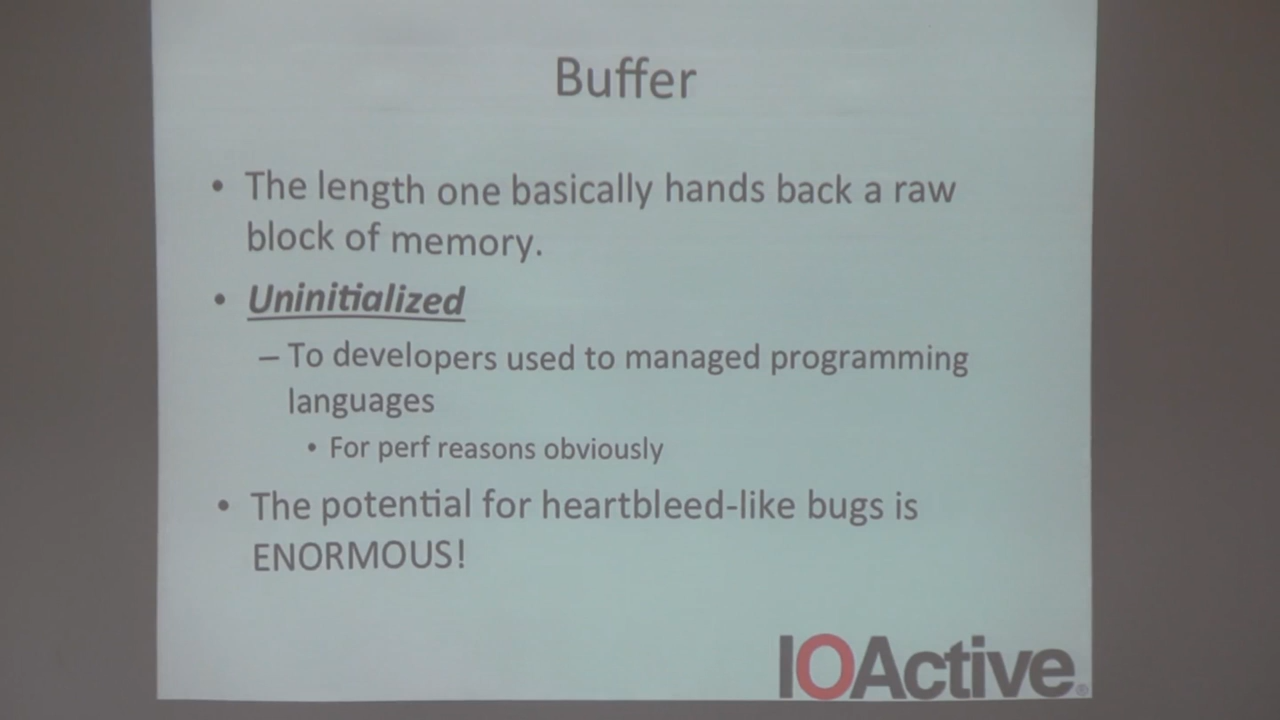 Buffer
• The length one basically hands back a raw
block of memory.
• Uninitialized
– To developers used to managed programming
languages
• For perf reasons obviously
• The potential for heartbleed-like bugs is
ENORMOUS!
IOActive®